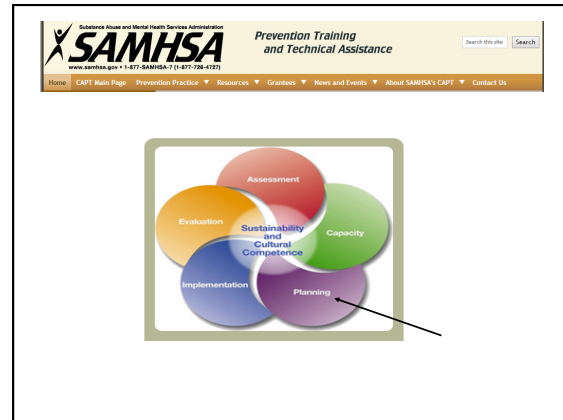 Substance Abuse and Mental Health Services Administration
SAMHSA
www.samhsa.gov • 1-877-SAMHSA-7 (1-877-726-4727)
Prevention Training
and Technical Assistance
Search this site Search
Home CAPT Main Page Prevention Practice ▼ Resources ▼ Grantees ▼ News and Events ▼ About SAMHSA's CAPT ▼ Contact Us
Assessment
Evaluation
Sustainability
and
Cultural
Competence
Capacity
Implementation
Planning